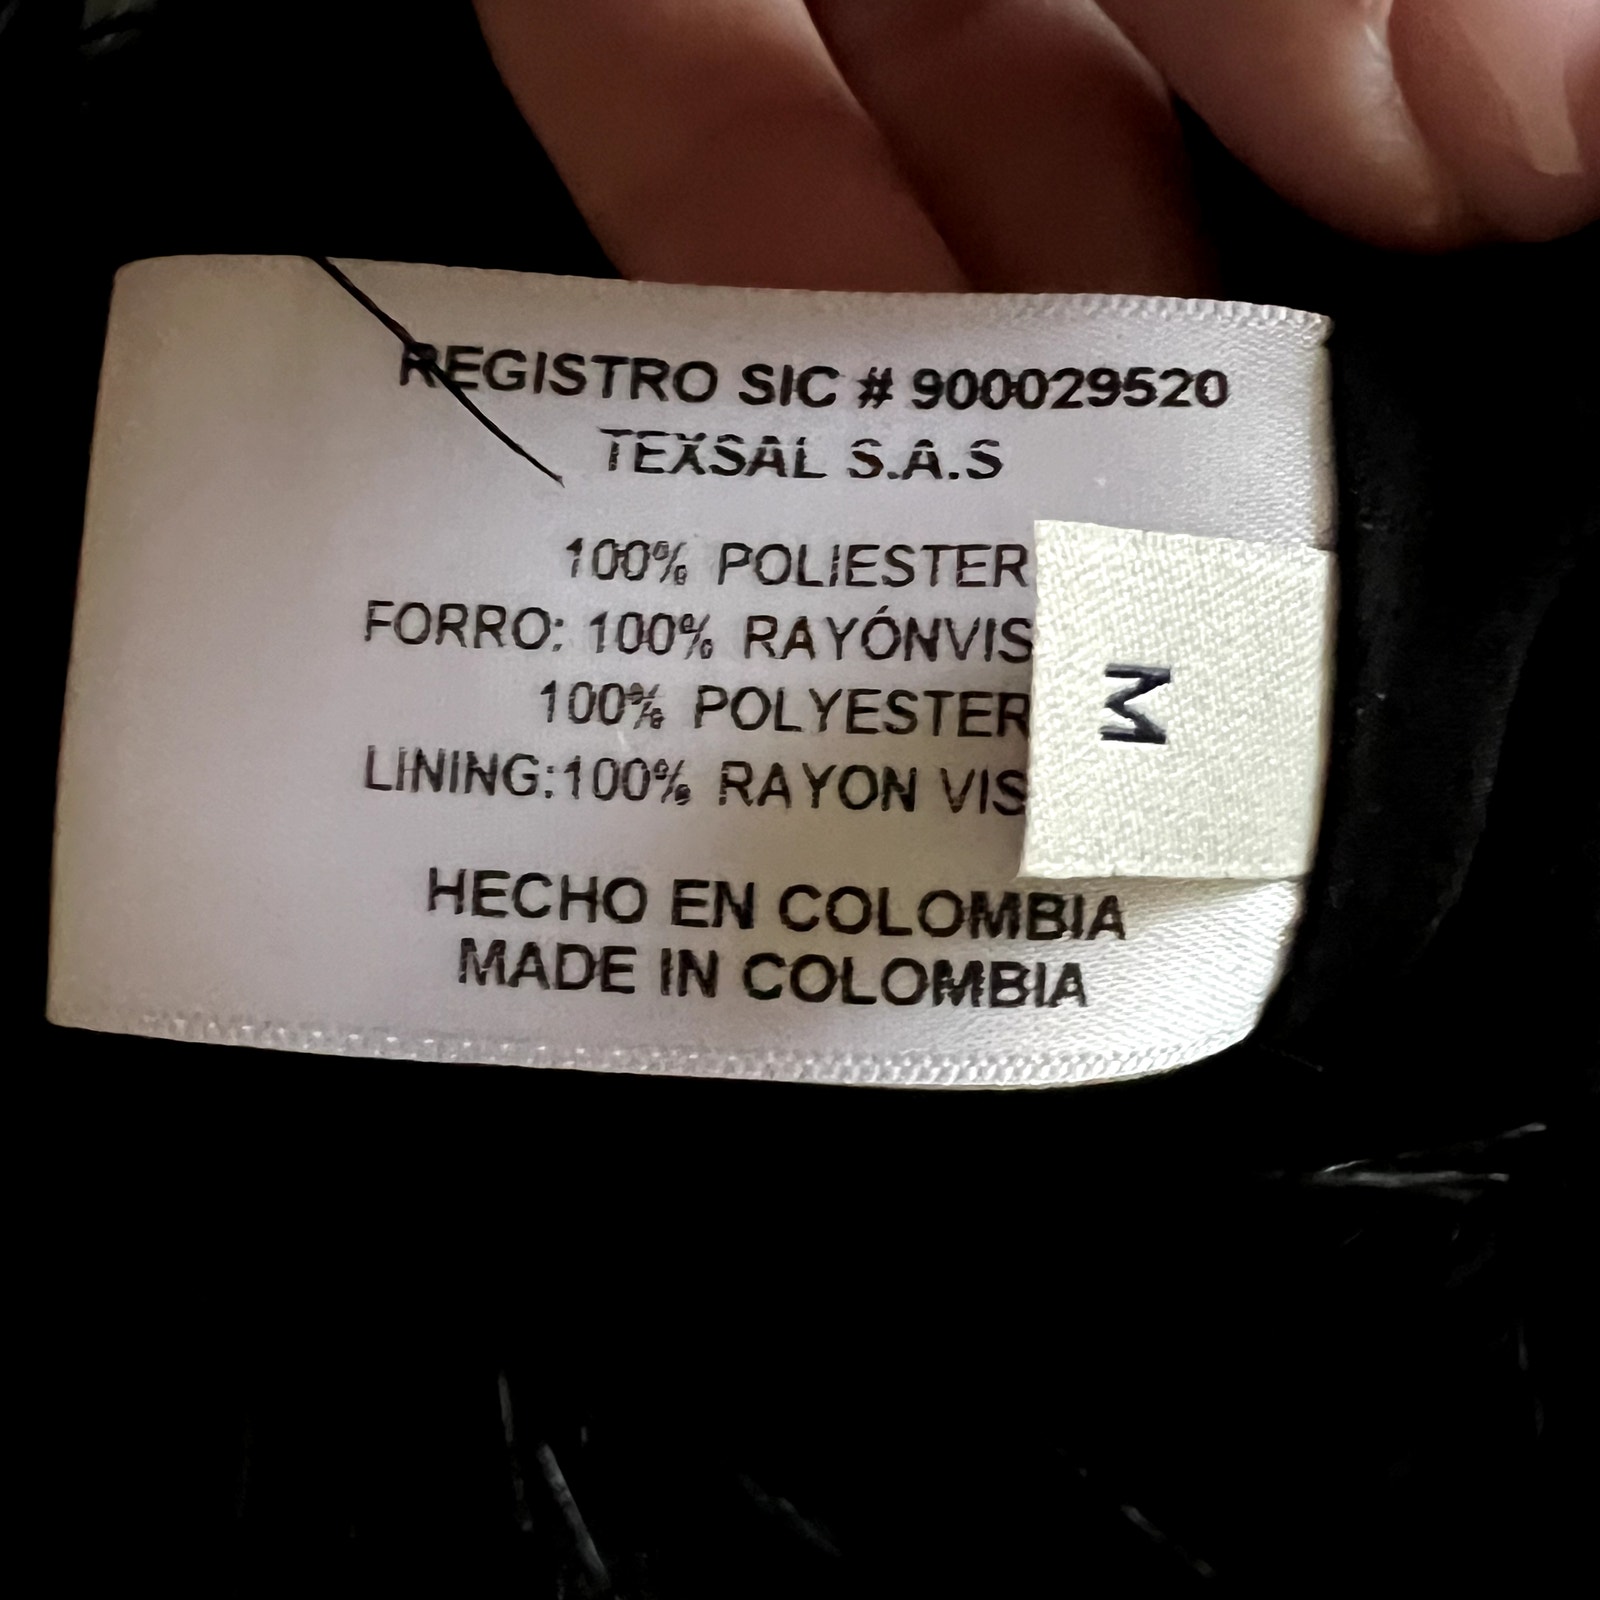 REGISTRO SIC # 900029520
TEXSAL S.A.S
100% POLIESTER
FORRO: 100% RAYÓNVIS
100% POLYESTER
LINING:100% RAYON VIS
M
HECHO EN COLOMBIA
MADE IN COLOMBIA